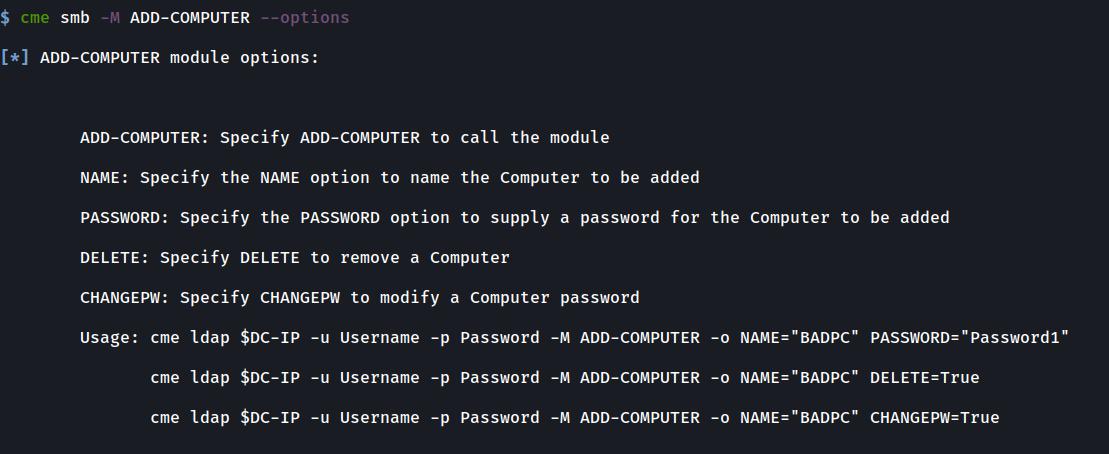 $ cme smb -M ADD-COMPUTER --options
[*] ADD-COMPUTER module options:
ADD-COMPUTER: Specify ADD-COMPUTER to call the module
NAME: Specify the NAME option to name the Computer to be added
PASSWORD: Specify the PASSWORD option to supply a password for the Computer to be added
DELETE: Specify DELETE to remove a Computer
CHANGEPW: Specify CHANGEPW to modify a Computer password
Usage: cme ldap $DC-IP -u Username -p Password -M ADD-COMPUTER -o NAME="BADPC" PASSWORD="Password1"
cme ldap $DC-IP -u Username -p Password -M ADD-COMPUTER -o NAME="BADPC" DELETE=True
cme ldap $DC-IP -u Username -p Password -M ADD-COMPUTER -o NAME="BADPC" CHANGEPW=True